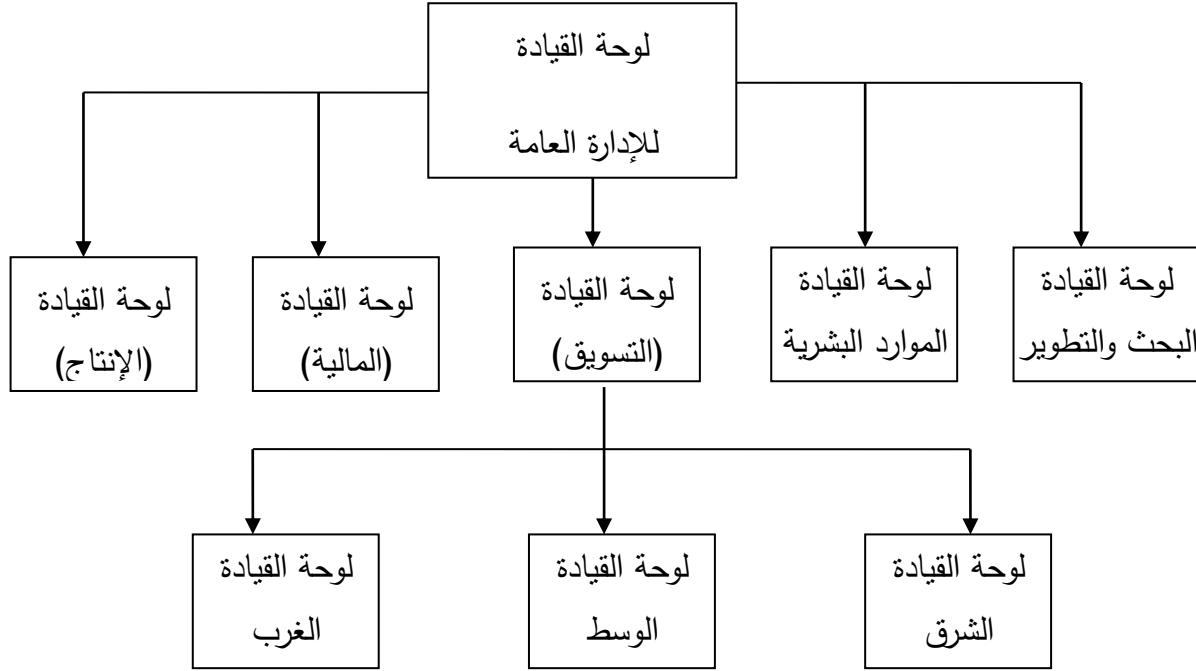 لوحة القيادة
للإدارة العامة
لوحة القيادة
البحث والتطوير
لوحة القيادة
الموارد البشرية
لوحة القيادة
(التسويق)
لوحة القيادة
(المالية)
لوحة القيادة
(الإنتاج)
لوحة القيادة
الشرق
لوحة القيادة
الوسط
لوحة القيادة
الغرب